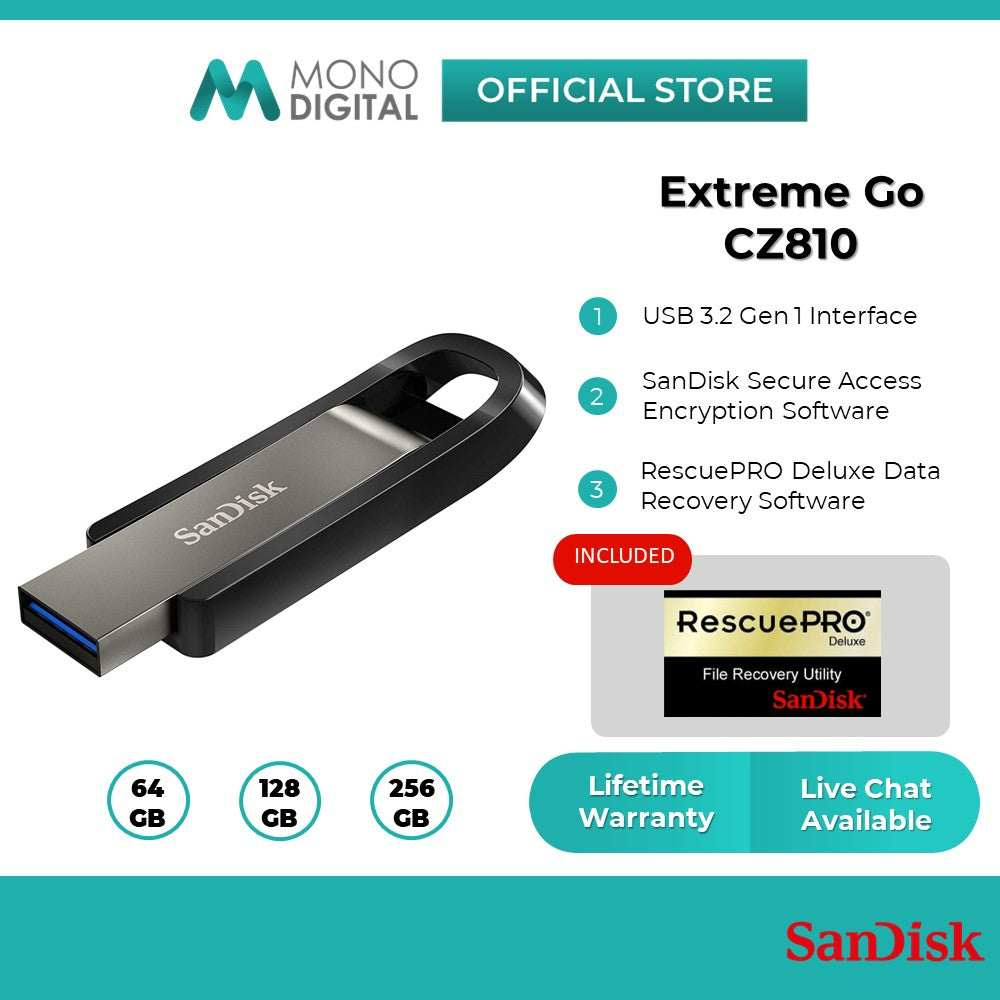 MONO
DIGITAL
OFFICIAL STORE
Extreme Go
CZ810
1
USB 3.2 Gen 1 Interface
2
SanDisk Secure Access
Encryption Software
3
RescuePRO Deluxe Data
Recovery Software
SanDisk
INCLUDED
RescuePRO®
Deluxe
File Recovery Utility
SanDisk®
64
GB
128
GB
256
GB
Lifetime
Warranty
Live Chat
Available
SanDisk